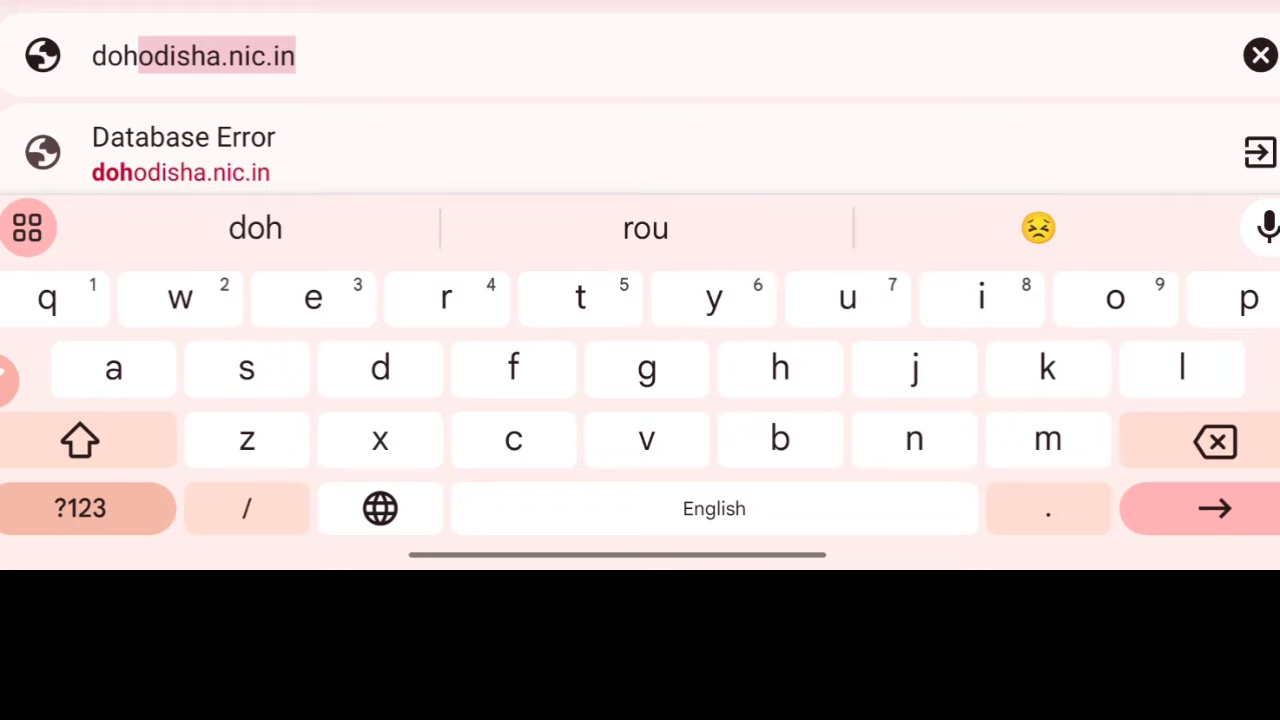 dohodisha.nic.in
Database Error
dohodisha.nic.in
doh rou 😣
q 1 w 2 e 3 r 4 t 5 y 6 u 7 i 8 o 9 p
a s d f g h j k l
z x c v b n m
?123 / English .